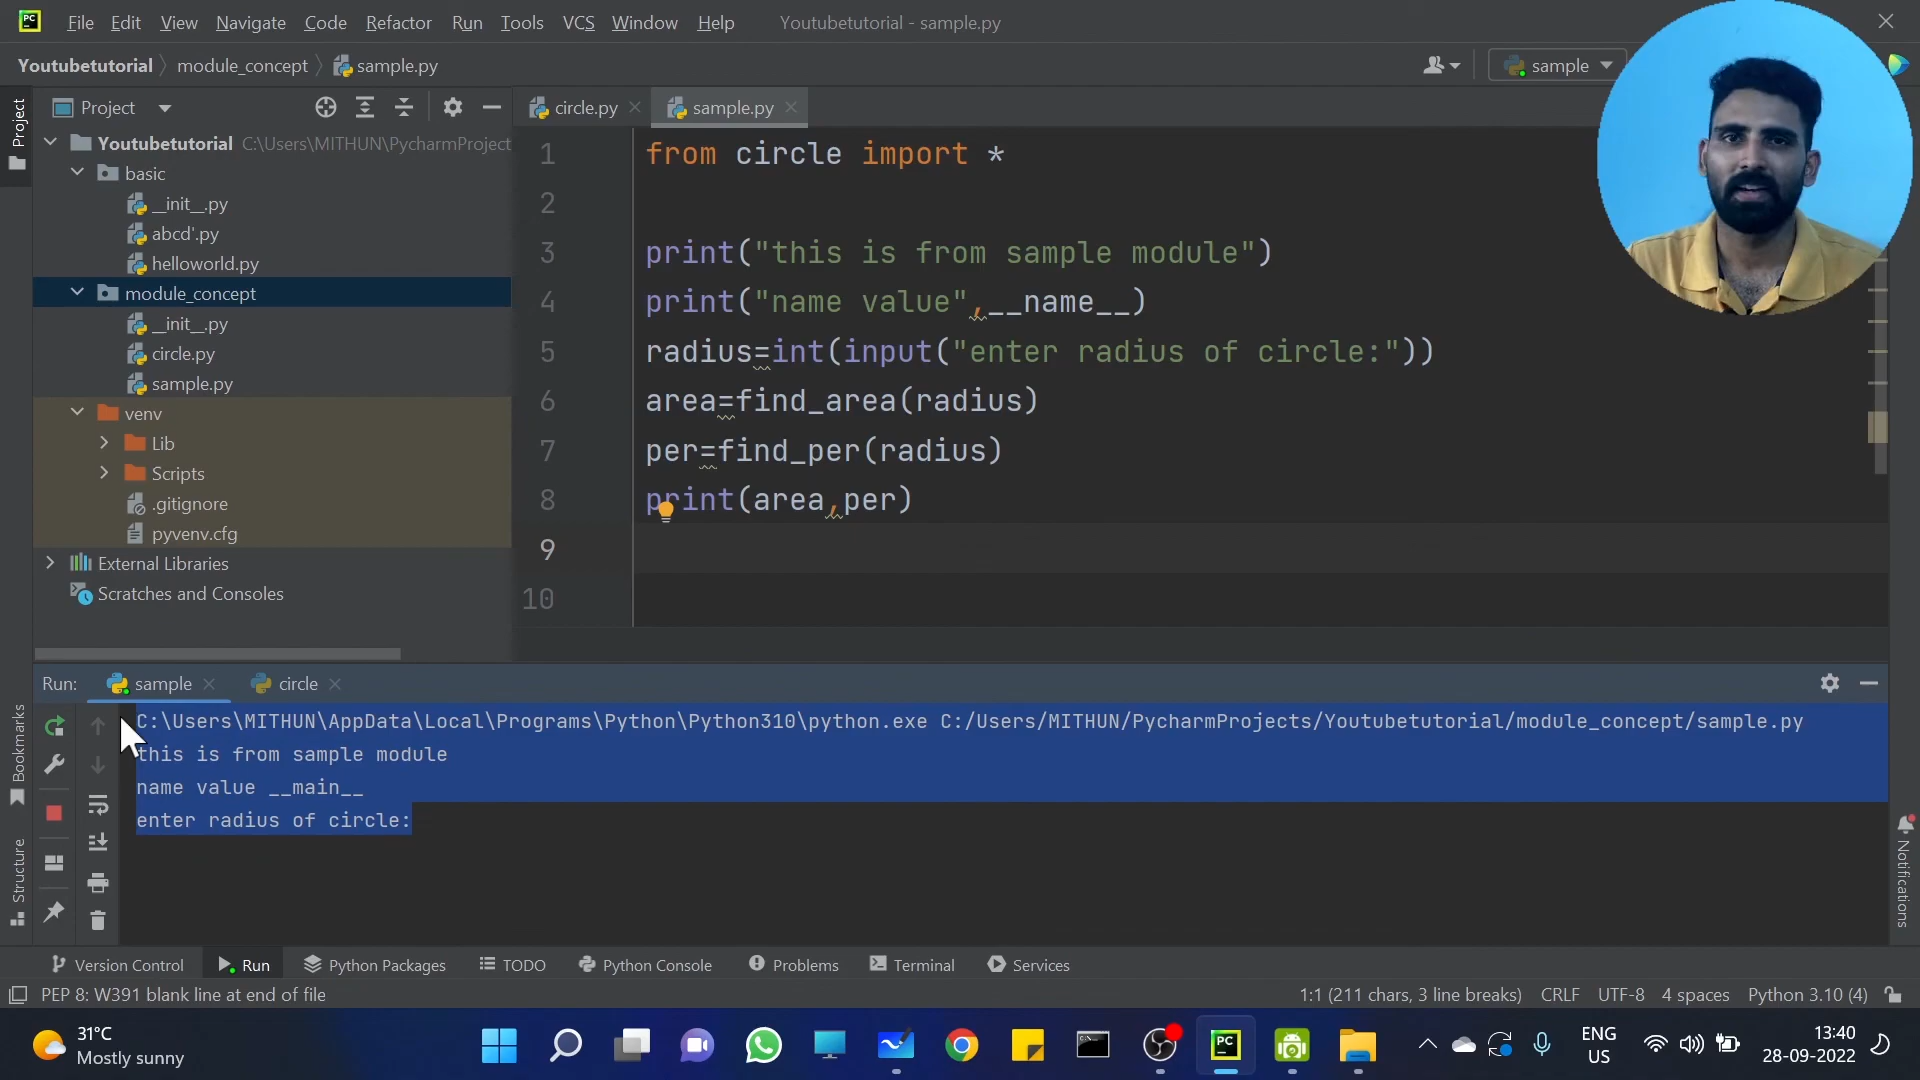 PC File Edit View Navigate Code Refactor Run Tools VCS Window Help Youtubetutorial - sample.py
Youtubetutorial module_concept sample.py
sample
Project
Project
circle.py
sample.py
Youtubetutorial C:\Users\MITHUN\PycharmProject
basic
__init__.py
abcd'.py
helloworld.py
module_concept
__init__.py
circle.py
sample.py
venv
Lib
Scripts
.gitignore
pyvenv.cfg
External Libraries
Scratches and Consoles
1 from circle import *
2
3 print("this is from sample module")
4 print("name value",__name__)
5 radius=int(input("enter radius of circle:"))
6 area=find_area(radius)
7 per=find_per(radius)
8 print(area,per)
9
10
Run: sample circle
C:\Users\MITHUN\AppData\Local\Programs\Python\Python310\python.exe C:/Users/MITHUN/PycharmProjects/Youtubetutorial/module_concept/sample.py
this is from sample module
name value __main__
enter radius of circle:
Bookmarks
Structure
Notifications
Version Control Run Python Packages TODO Python Console Problems Terminal Services
PEP 8: W391 blank line at end of file
1:1 (211 chars, 3 line breaks) CRLF UTF-8 4 spaces Python 3.10 (4)
31°C
Mostly sunny
PC
ENG
US
13:40
28-09-2022